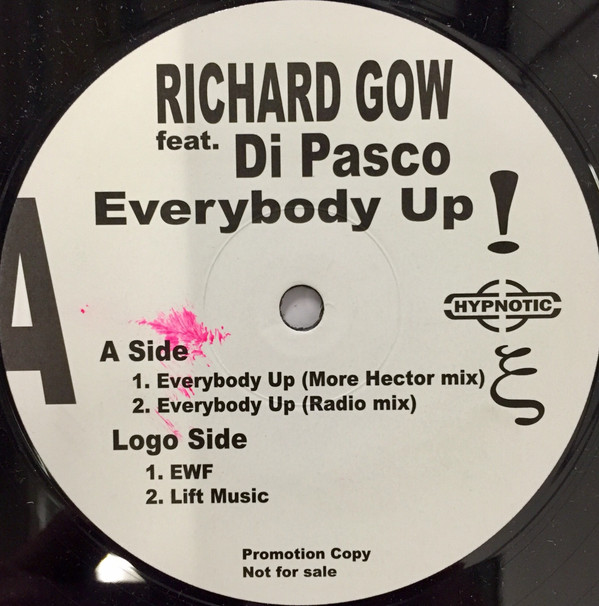 RICHARD GOW
feat. Di Pasco
Everybody Up!
HYPNOTIC
A
A Side
1. Everybody Up (More Hector mix)
2. Everybody Up (Radio mix)
Logo Side
1. EWF
2. Lift Music
Promotion Copy
Not for sale